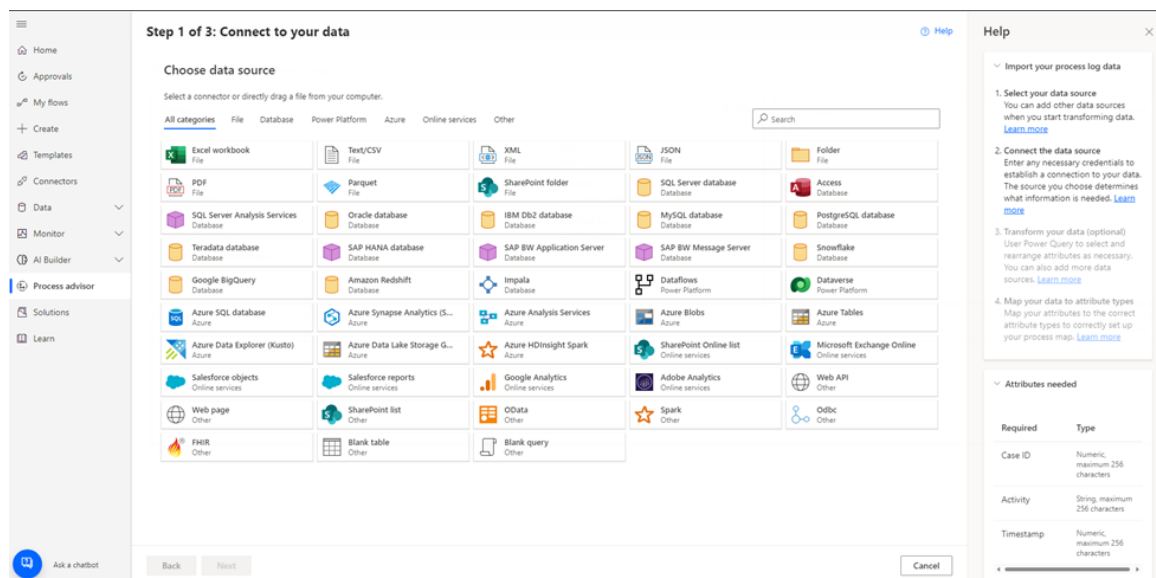 Home
Approvals
My flows
Create
Templates
Connectors
Data
Monitor
AI Builder
Process advisor
Solutions
Learn
Ask a chatbot
Step 1 of 3: Connect to your data
Help
Choose data source
Select a connector or directly drag a file from your computer.
All categories File Database Power Platform Azure Online services Other
Search
Excel workbook
File
Text/CSV
File
XML
File
JSON
File
Folder
File
PDF
File
Parquet
File
SharePoint folder
File
SQL Server database
Database
Access
Database
SQL Server Analysis Services
Database
Oracle database
Database
IBM Db2 database
Database
MySQL database
Database
PostgreSQL database
Database
Teradata database
Database
SAP HANA database
Database
SAP BW Application Server
Database
SAP BW Message Server
Database
Snowflake
Database
Google BigQuery
Database
Amazon Redshift
Database
Impala
Database
Dataflows
Power Platform
Dataverse
Power Platform
Azure SQL database
Azure
Azure Synapse Analytics (S...
Azure
Azure Analysis Services
Azure
Azure Blobs
Azure
Azure Tables
Azure
Azure Data Explorer (Kusto)
Azure
Azure Data Lake Storage G...
Azure
Azure HDInsight Spark
Azure
SharePoint Online list
Online services
Microsoft Exchange Online
Online services
Salesforce objects
Online services
Salesforce reports
Online services
Google Analytics
Online services
Adobe Analytics
Online services
Web API
Other
Web page
Other
SharePoint list
Other
OData
Other
Spark
Other
Odbc
Other
FHIR
Other
Blank table
Other
Blank query
Other
Back
Next
Cancel
Help
Import your process log data
1. Select your data source
You can add other data sources
when you start transforming data.
Learn more
2. Connect the data source
Enter any necessary credentials to
establish a connection to your data.
The source you choose determines
what information is needed. Learn
more
3. Transform your data (optional)
User Power Query to select and
rearrange attributes as necessary.
You can also add more data
sources. Learn more
4. Map your data to attribute types
Map your attributes to the correct
attribute types to correctly set up
your process map. Learn more
Attributes needed
Required Type
Case ID Numeric,
maximum 256
characters
Activity String, maximum
256 characters
Timestamp Numeric,
maximum 256
characters